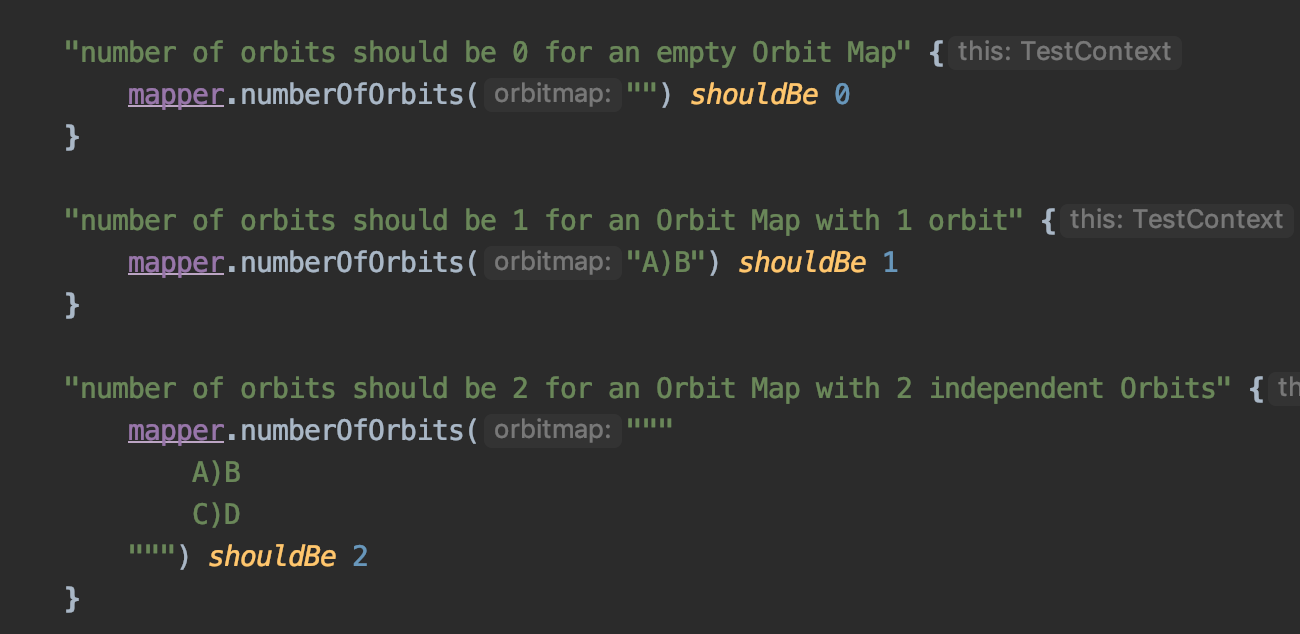 "number of orbits should be 0 for an empty Orbit Map" { this: TestContext
mapper.numberOfOrbits( orbitmap: "") shouldBe 0
}
"number of orbits should be 1 for an Orbit Map with 1 orbit" { this: TestContext
mapper.numberOfOrbits( orbitmap: "A)B") shouldBe 1
}
"number of orbits should be 2 for an Orbit Map with 2 independent Orbits" { th
mapper.numberOfOrbits( orbitmap: """
A)B
C)D
""") shouldBe 2
}